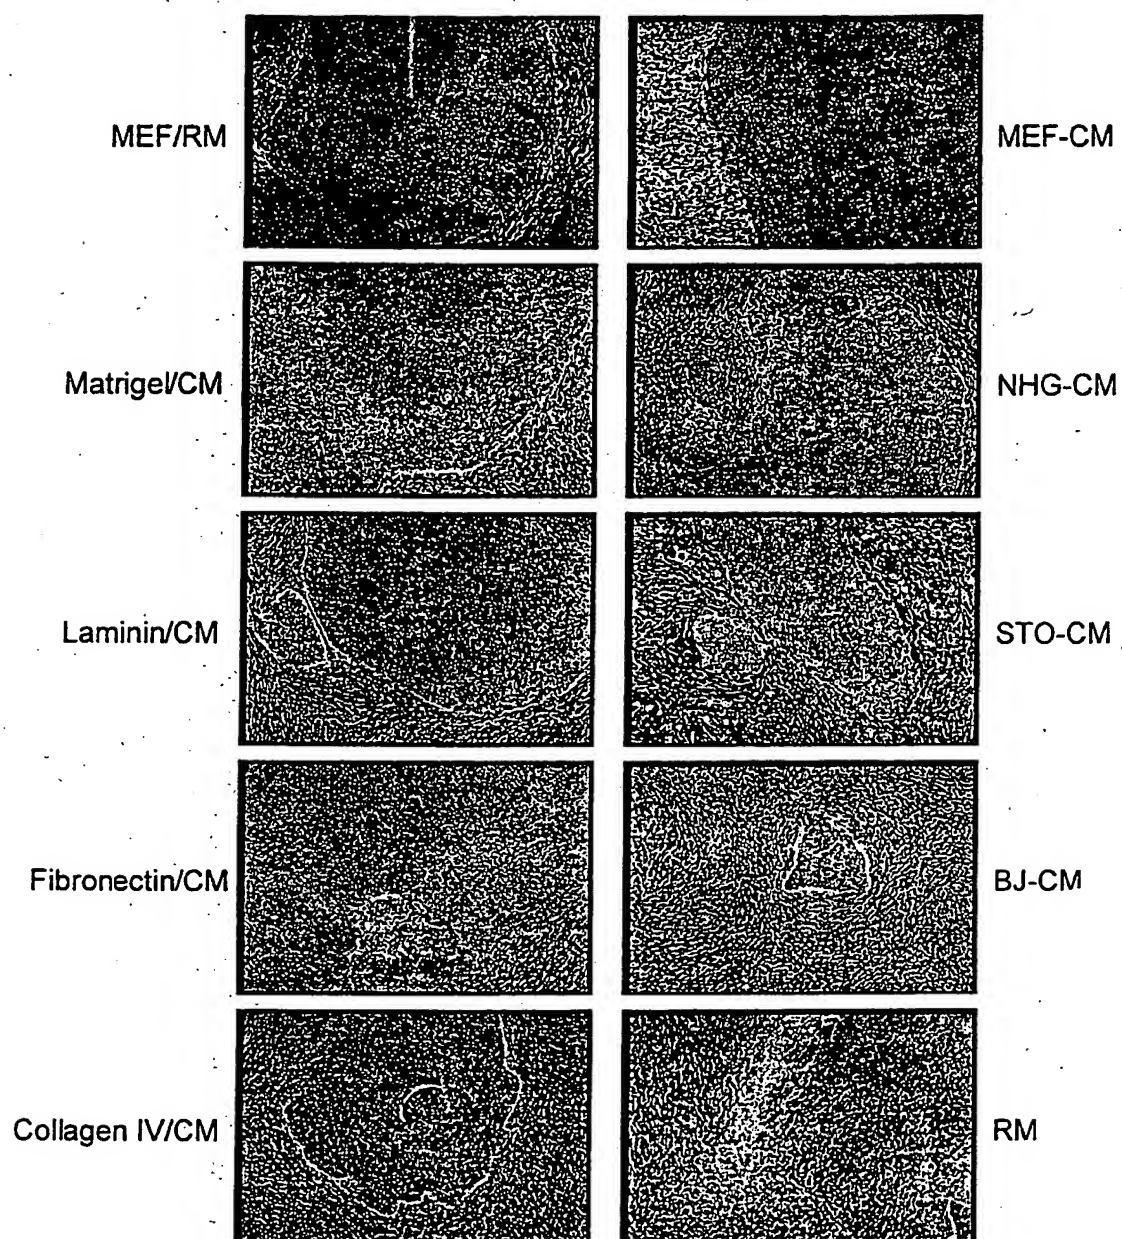 MEF/RM
MEF-CM
Matrigel/CM
NHG-CM
Laminin/CM
STO-CM
Fibronectin/CM
BJ-CM
Collagen IV/CM
RM